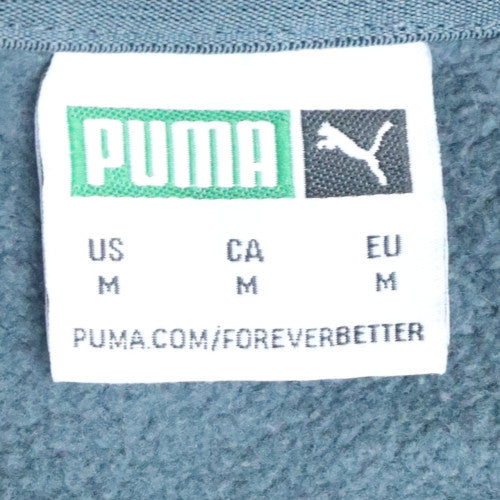 PUMA
US CA EU
M M M
PUMA.COM/FOREVERBETTER